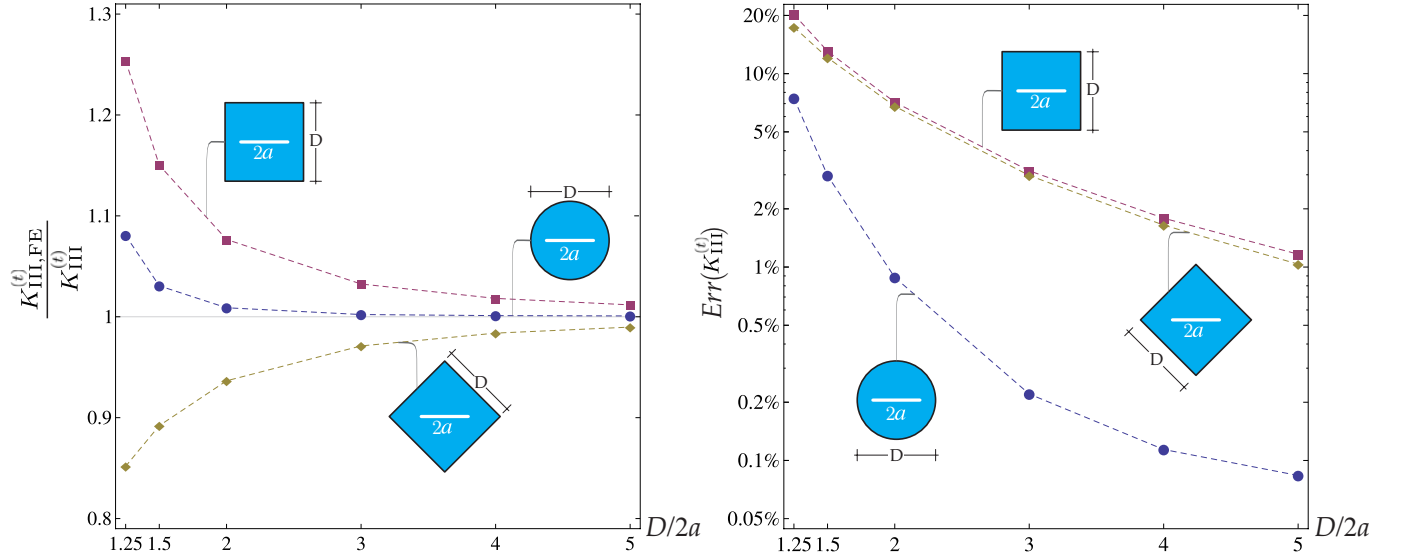 K^{(t)}_{III,FE}
K^{(t)}_{III}
1.3
1.2
1.1
1
0.9
0.8
1.25
1.5
2
3
4
5
D/2a
2a
D
D
2a
D
2a
Err(K^{(t)}_{III})
20%
10%
5%
2%
1%
0.5%
0.2%
0.1%
0.05%
1.25
1.5
2
3
4
5
D/2a
2a
D
2a
D
2a
D